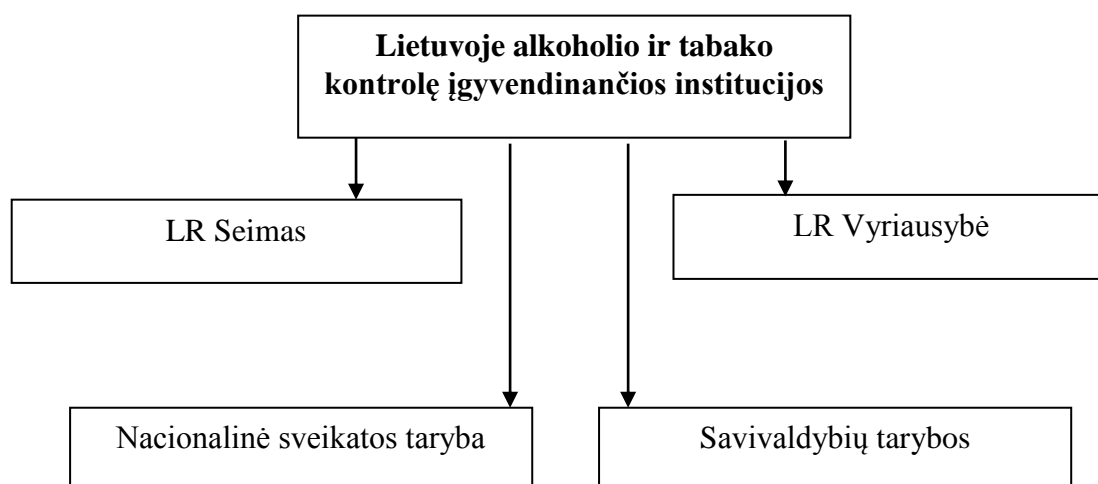 Lietuvoje alkoholio ir tabako
kontrolę įgyvendinančios institucijos
LR Seimas
LR Vyriausybė
Nacionalinė sveikatos taryba
Savivaldybių tarybos